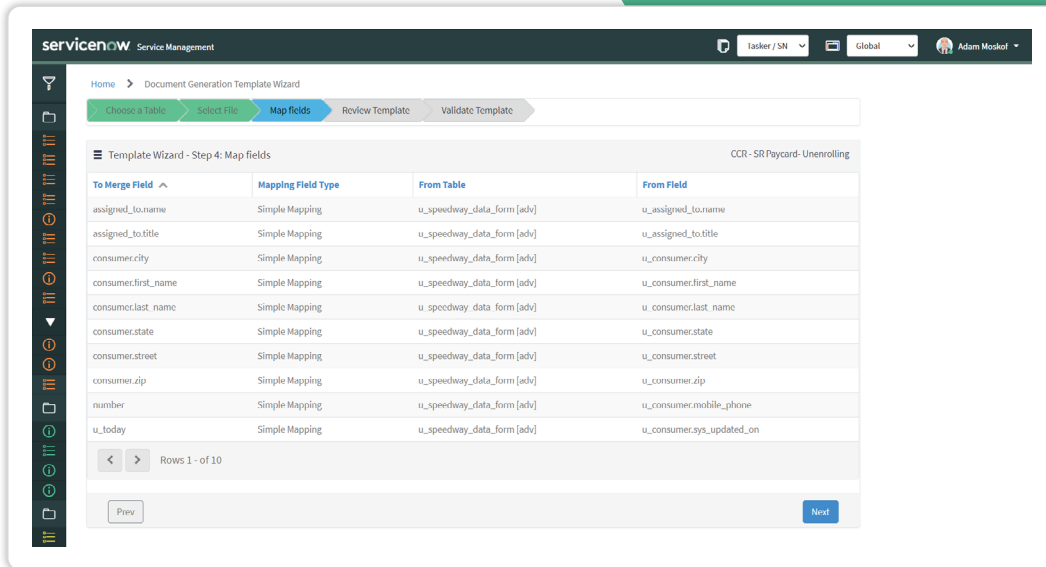 servicenow Service Management
Tasker / SN
Global
Adam Moskof
Home > Document Generation Template Wizard
Choose a Table
Select File
Map fields
Review Template
Validate Template
Template Wizard - Step 4: Map fields
CCR - SR Paycard- Unenrolling
To Merge Field Mapping Field Type From Table From Field
assigned_to.name Simple Mapping u_speedway_data_form [adv] u_assigned_to.name
assigned_to.title Simple Mapping u_speedway_data_form [adv] u_assigned_to.title
consumer.city Simple Mapping u_speedway_data_form [adv] u_consumer.city
consumer.first_name Simple Mapping u_speedway_data_form [adv] u_consumer.first_name
consumer.last_name Simple Mapping u_speedway_data_form [adv] u_consumer.last_name
consumer.state Simple Mapping u_speedway_data_form [adv] u_consumer.state
consumer.street Simple Mapping u_speedway_data_form [adv] u_consumer.street
consumer.zip Simple Mapping u_speedway_data_form [adv] u_consumer.zip
number Simple Mapping u_speedway_data_form [adv] u_consumer.mobile_phone
u_today Simple Mapping u_speedway_data_form [adv] u_consumer.sys_updated_on
Rows 1 - of 10
Prev
Next